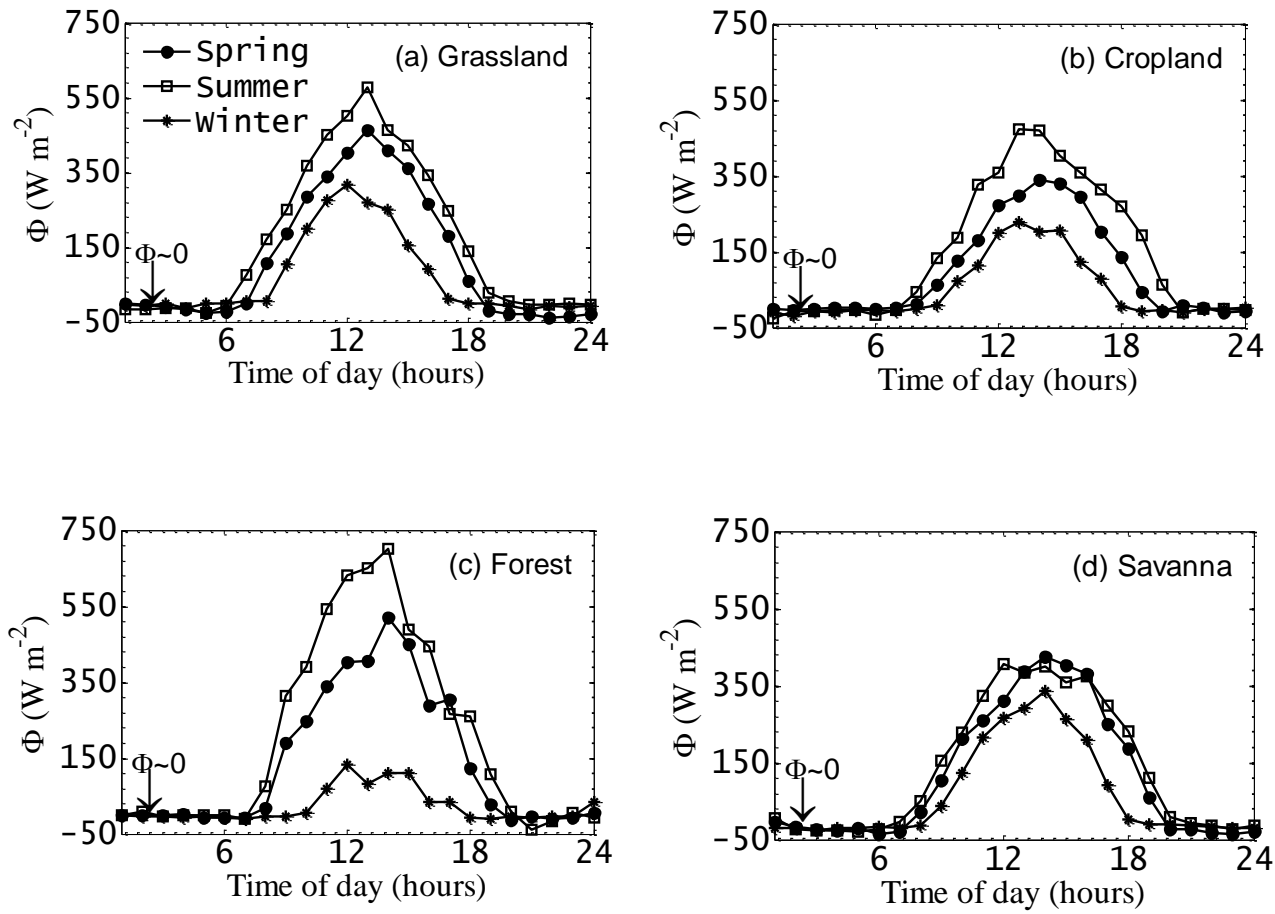 750
550
350
150
-50
Φ (W m-2)
Spring
Summer
Winter
(a) Grassland
Φ~0
6
12
18
24
Time of day (hours)
750
550
350
150
-50
Φ (W m-2)
(b) Cropland
Φ~0
6
12
18
24
Time of day (hours)
750
550
350
150
-50
Φ (W m-2)
(c) Forest
Φ~0
6
12
18
24
Time of day (hours)
750
550
350
150
-50
Φ (W m-2)
(d) Savanna
Φ~0
6
12
18
24
Time of day (hours)